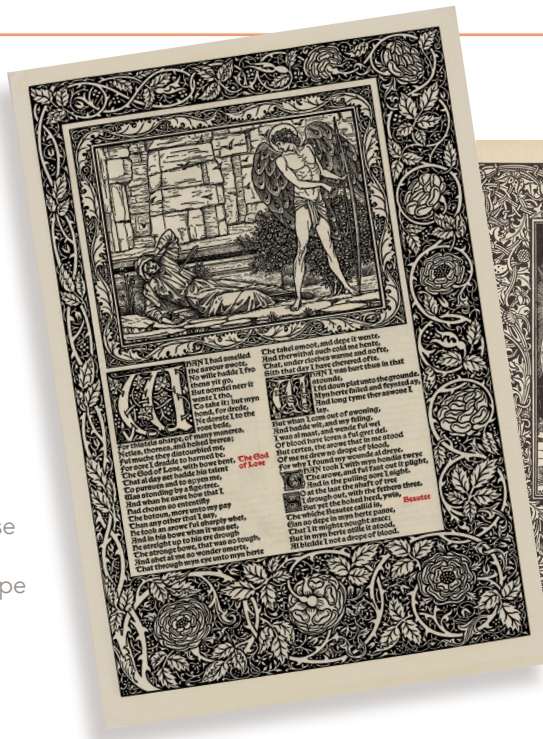 WHAN I had smelled
the savour swote,
No wille hadde I fro
thens yit go,
But somdel neer it
wente I tho,
To take it; but myn
hond, for drede,
Ne dorste I to the
rose bede,
For thistels sharpe, of many maneres,
Netles, thornes, and hoked breres;
Ful muche they distourbled me,
For sore I dradde to harmed be.
The God of Love, with bowe bent,
That al day set hadde his talent
To pursuen and to spyen me,
Was stonding by a fige-tree.
And whan he sawe how that I
Had chosen so ententifly
The botoun, more unto my pay
Than any other that I say,
He took an arowe ful sharply whet,
And in his bowe whan it was set,
He streight up to his ere drough
The stronge bowe, that was so tough,
And shet at me so wonder smerte,
That through myn eye unto myn herte
The God
of Love
The takel smoot, and depe it wente.
And therwithal such cold me hente,
That, under clothes warme and softe,
Sith that day I have chevered ofte.
WHAN I was hurt thus in that
stounde,
I fel doun plat unto the grounde.
Myn herte failed and feynted ay,
And long tyme ther aswone I
lay.
But whan I com out of swoning,
And hadde wit, and my feling,
I was al maat, and wende ful wel
Of blood have loren a ful gret del.
But certes, the arowe that in me stood
Of me ne drew no drope of blood,
For why I found my wounde al dreye.
THAN took I with myn hondis tweye
The arowe, and ful fast out it plight,
And in the pulling sore I sight.
So at the last the shaft of tree
I drough out, with the fethers three.
But yet the hoked heed, ywis,
The whiche Beautee callid is,
Gan so depe in myn herte passe,
That I it mighte nought arace;
But in myn herte stille it stood,
Al bledde I not a drope of blood.
Beautee
se
pe